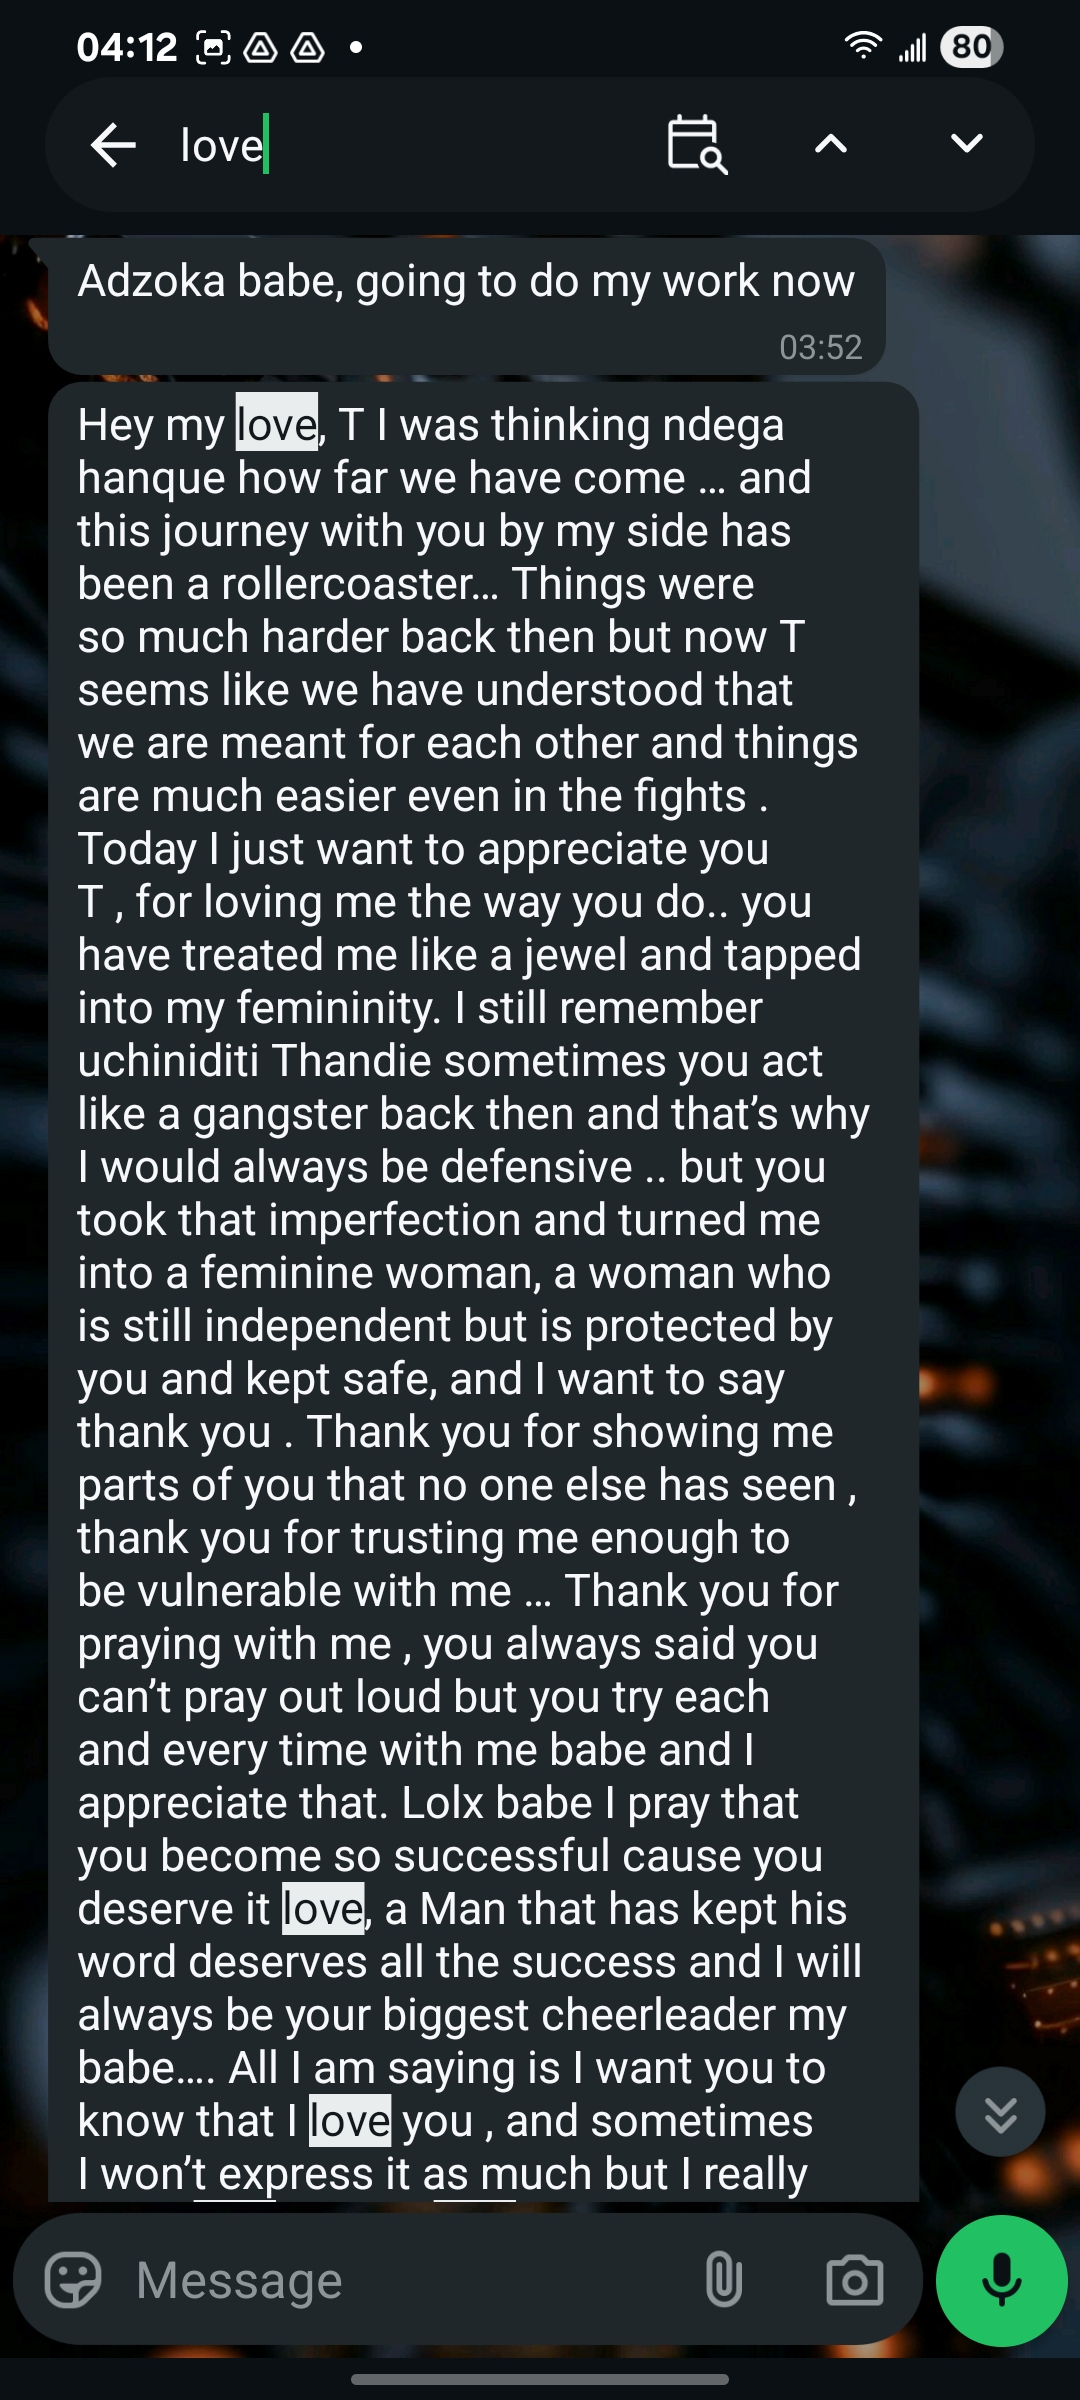 04:12
80
love
Adzoka babe, going to do my work now
03:52
Hey my love, T I was thinking ndega
hanque how far we have come ... and
this journey with you by my side has
been a rollercoaster... Things were
so much harder back then but now T
seems like we have understood that
we are meant for each other and things
are much easier even in the fights .
Today I just want to appreciate you
T , for loving me the way you do.. you
have treated me like a jewel and tapped
into my femininity. I still remember
uchiniditi Thandie sometimes you act
like a gangster back then and that’s why
I would always be defensive .. but you
took that imperfection and turned me
into a feminine woman, a woman who
is still independent but is protected by
you and kept safe, and I want to say
thank you . Thank you for showing me
parts of you that no one else has seen ,
thank you for trusting me enough to
be vulnerable with me ... Thank you for
praying with me , you always said you
can’t pray out loud but you try each
and every time with me babe and I
appreciate that. Lolx babe I pray that
you become so successful cause you
deserve it love, a Man that has kept his
word deserves all the success and I will
always be your biggest cheerleader my
babe.... All I am saying is I want you to
know that I love you , and sometimes
I won’t express it as much but I really
Message